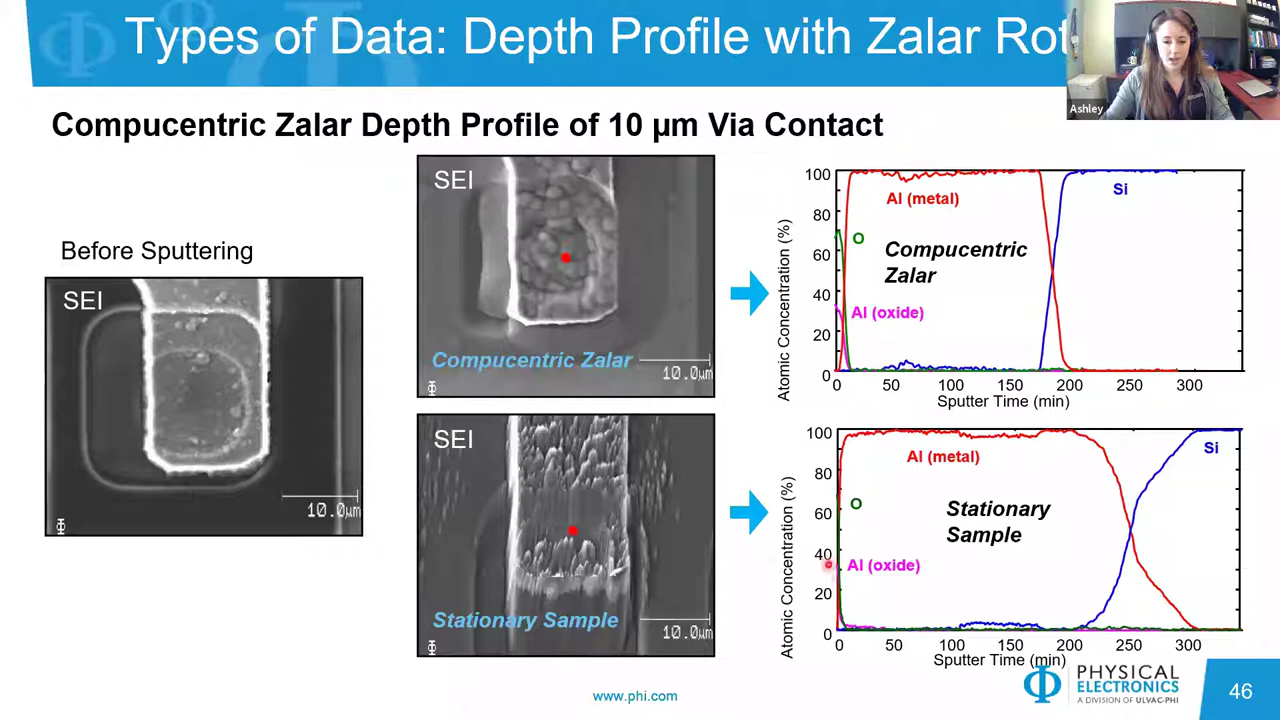 Types of Data: Depth Profile with Zalar Rot
Ashley
Compucentric Zalar Depth Profile of 10 µm Via Contact
Before Sputtering
SEI
10.0µm
SEI
Compucentric Zalar
10.0µm
SEI
Stationary Sample
10.0µm
Atomic Concentration (%)
100
80
60
40
20
0
Al (metal)
Si
O
Compucentric
Zalar
Al (oxide)
0 50 100 150 200 250 300
Sputter Time (min)
Atomic Concentration (%)
100
80
60
40
20
0
Al (metal)
Si
O
Stationary
Sample
Al (oxide)
0 50 100 150 200 250 300
Sputter Time (min)
www.phi.com
PHYSICAL
ELECTRONICS
A DIVISION OF ULVAC-PHI
46